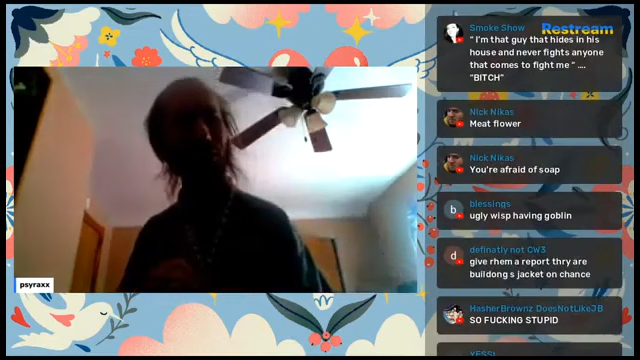 Restream
Smoke Show
" I'm that guy that hides in his
house and never fights anyone
that comes to fight me " ....
"BITCH"
Nick Nikas
Meat flower
Nick Nikas
You're afraid of soap
blessings
ugly wisp having goblin
definatly not CW3
give rhem a report thry are
buildong s jacket on chance
HasherBrownz DoesNotLikeJB
SO FUCKING STUPID
YESSI
psyraxx